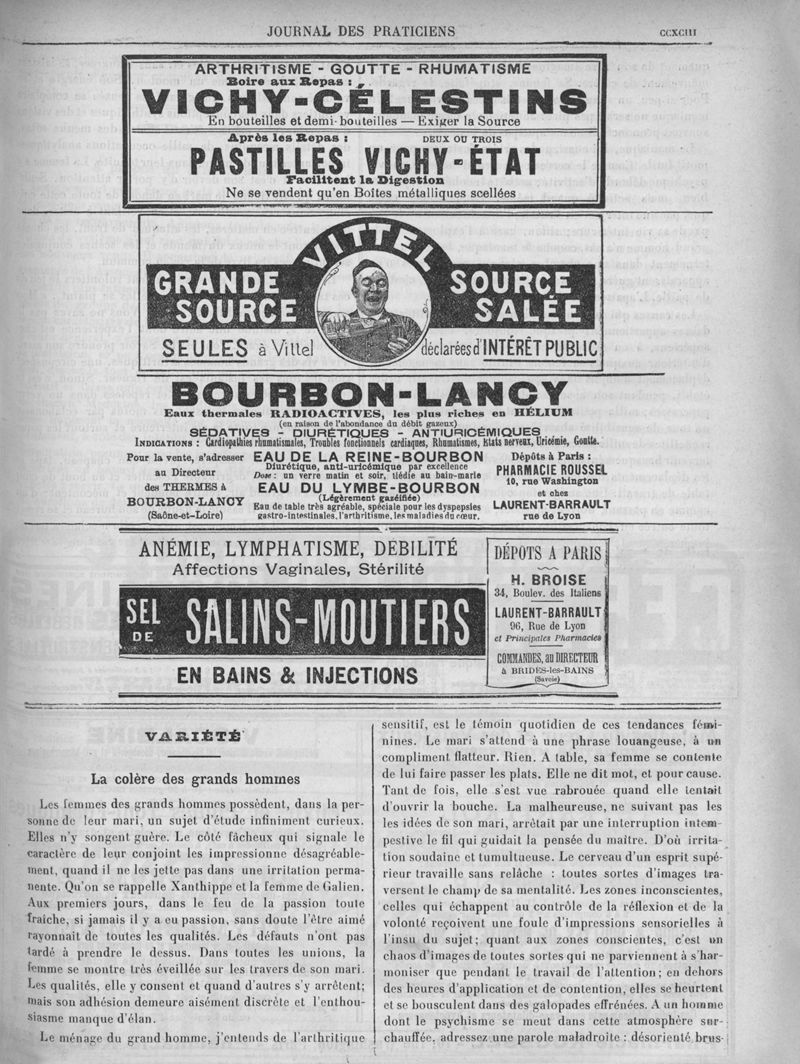 JOURNAL DES PRATICIENS
CCXCIII
ARTHRITISME - GOUTTE - RHUMATISME
Boire aux Repas :
VICHY-CÉLESTINS
En bouteilles et demi-bouteilles — Exiger la Source
Après les Repas : DEUX OU TROIS
PASTILLES VICHY-ÉTAT
Facilitent la Digestion
Ne se vendent qu'en Boîtes métalliques scellées
VITTEL
GRANDE SOURCE
SOURCE SALÉE
SEULES à Vittel
déclarées d'INTÉRÊT PUBLIC
BOURBON-LANCY
Eaux thermales RADIOACTIVES, les plus riches en HÉLIUM
(en raison de l'abondance du débit gazeux)
SÉDATIVES - DIURÉTIQUES - ANTIURICÉMIQUES
INDICATIONS : Cardiopathies rhumatismales, Troubles fonctionnels cardiaques, Rhumatismes, États nerveux, Uricémie, Goutte.
Pour la vente, s'adresser
au Directeur
des THERMES à
BOURBON-LANCY
(Saône-et-Loire)
EAU DE LA REINE-BOURBON
Diurétique, anti-uricémique par excellence
Dose : un verre matin et soir, tiédie au bain-marie
EAU DU LYMBE-BOURBON
(Légèrement gazéifiée)
Eau de table très agréable, spéciale pour les dyspepsies
gastro-intestinales, l'arthritisme, les maladies du cœur.
Dépôts à Paris :
PHARMACIE ROUSSEL
10, rue Washington
et chez
LAURENT-BARRAULT
rue de Lyon
ANÉMIE, LYMPHATISME, DÉBILITÉ
Affections Vaginales, Stérilité
SEL DE SALINS-MOUTIERS
EN BAINS & INJECTIONS
DÉPOTS A PARIS
H. BROISE
34, Boulev. des Italiens
LAURENT-BARRAULT
96, Rue de Lyon
et Principales Pharmacies
COMMANDES, au DIRECTEUR
à BRIDES-les-BAINS
(Savoie)
VARIÉTÉ
La colère des grands hommes
Les femmes des grands hommes possèdent, dans la per-
sonne de leur mari, un sujet d'étude infiniment curieux.
Elles n'y songent guère. Le côté fâcheux qui signale le
caractère de leur conjoint les impressionne désagréable-
ment, quand il ne les jette pas dans une irritation perma-
nente. Qu'on se rappelle Xanthippe et la femme de Galien.
Aux premiers jours, dans le feu de la passion toute
fraîche, si jamais il y a eu passion, sans doute l'être aimé
rayonnait de toutes les qualités. Les défauts n'ont pas
tardé à prendre le dessus. Dans toutes les unions, la
femme se montre très éveillée sur les travers de son mari.
Les qualités, elle y consent et quand d'autres s'y arrêtent;
mais son adhésion demeure aisément discrète et l'enthou-
siasme manque d'élan.
Le ménage du grand homme, j'entends de l'arthritique
sensitif, est le témoin quotidien de ces tendances fémi-
nines. Le mari s'attend à une phrase louangeuse, à un
compliment flatteur. Rien. A table, sa femme se contente
de lui faire passer les plats. Elle ne dit mot, et pour cause.
Tant de fois, elle s'est vue rabrouée quand elle tentait
d'ouvrir la bouche. La malheureuse, ne suivant pas les
les idées de son mari, arrêtait par une interruption intem-
pestive le fil qui guidait la pensée du maître. D'où irrita-
tion soudaine et tumultueuse. Le cerveau d'un esprit supé-
rieur travaille sans relâche : toutes sortes d'images tra-
versent le champ de sa mentalité. Les zones inconscientes,
celles qui échappent au contrôle de la réflexion et de la
volonté reçoivent une foule d'impressions sensorielles à
l'insu du sujet; quant aux zones conscientes, c'est un
chaos d'images de toutes sortes qui ne parviennent à s'har-
moniser que pendant le travail de l'attention; en dehors
des heures d'application et de contention, elles se heurtent
et se bousculent dans des galopades effrénées. A un homme
dont le psychisme se meut dans cette atmosphère sur-
chauffée, adressez une parole maladroite : désorienté brus-